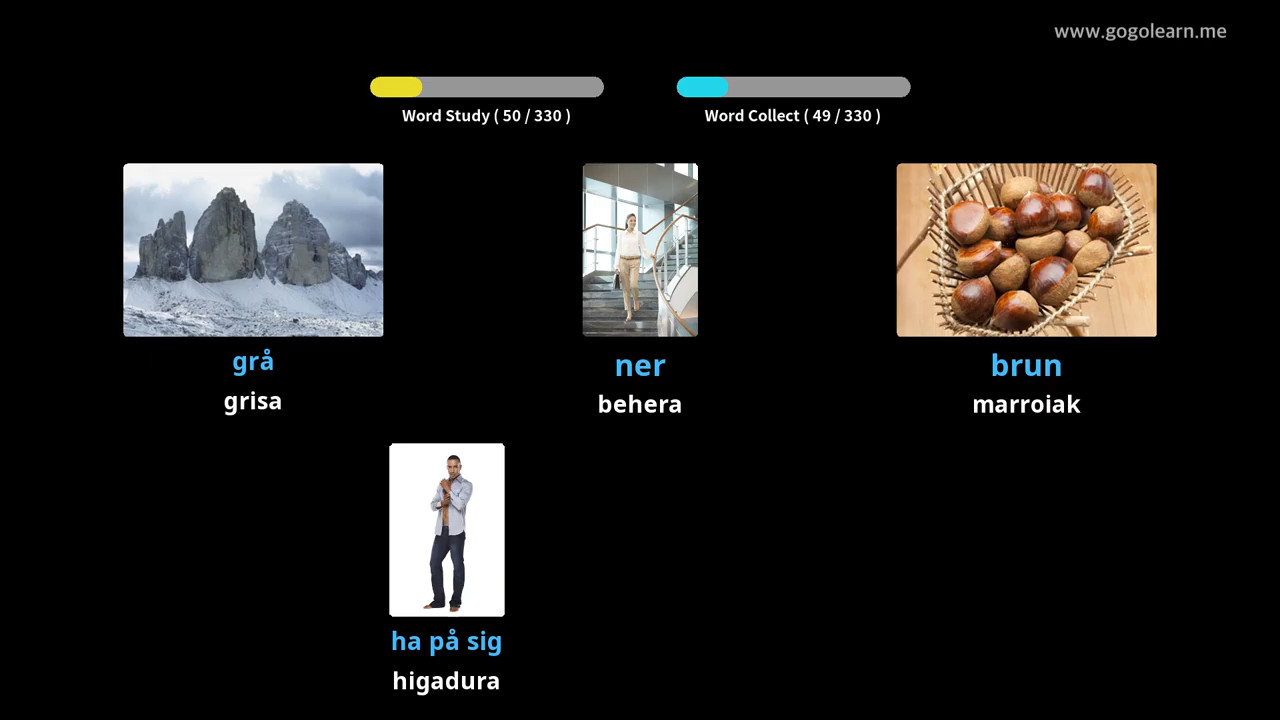 www.gogolearn.me
Word Study ( 50 / 330 )
Word Collect ( 49 / 330 )
grå
grisa
ner
behera
brun
marroiak
ha på sig
higadura